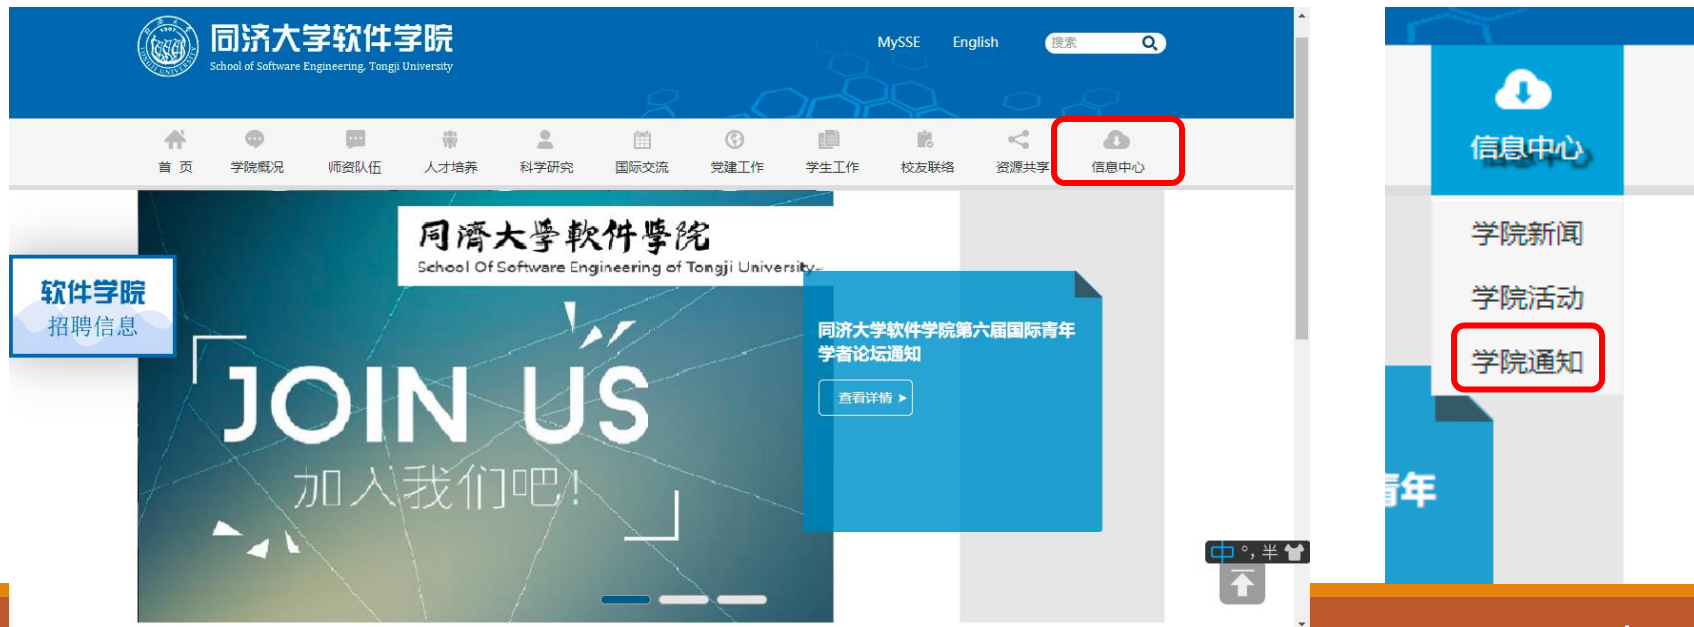 同济大学软件学院
School of Software Engineering, Tongji University
MySSE English 搜索
首 页 学院概况 师资队伍 人才培养 科学研究 国际交流 党建工作 学生工作 校友联络 资源共享 信息中心
同濟大學軟件學院
School Of Software Engineering of Tongji University
软件学院
招聘信息
同济大学软件学院第六届国际青年
学者论坛通知
查看详情
JOIN US
加入我们吧!
中 °, 半
信息中心
学院新闻
学院活动
学院通知
青年